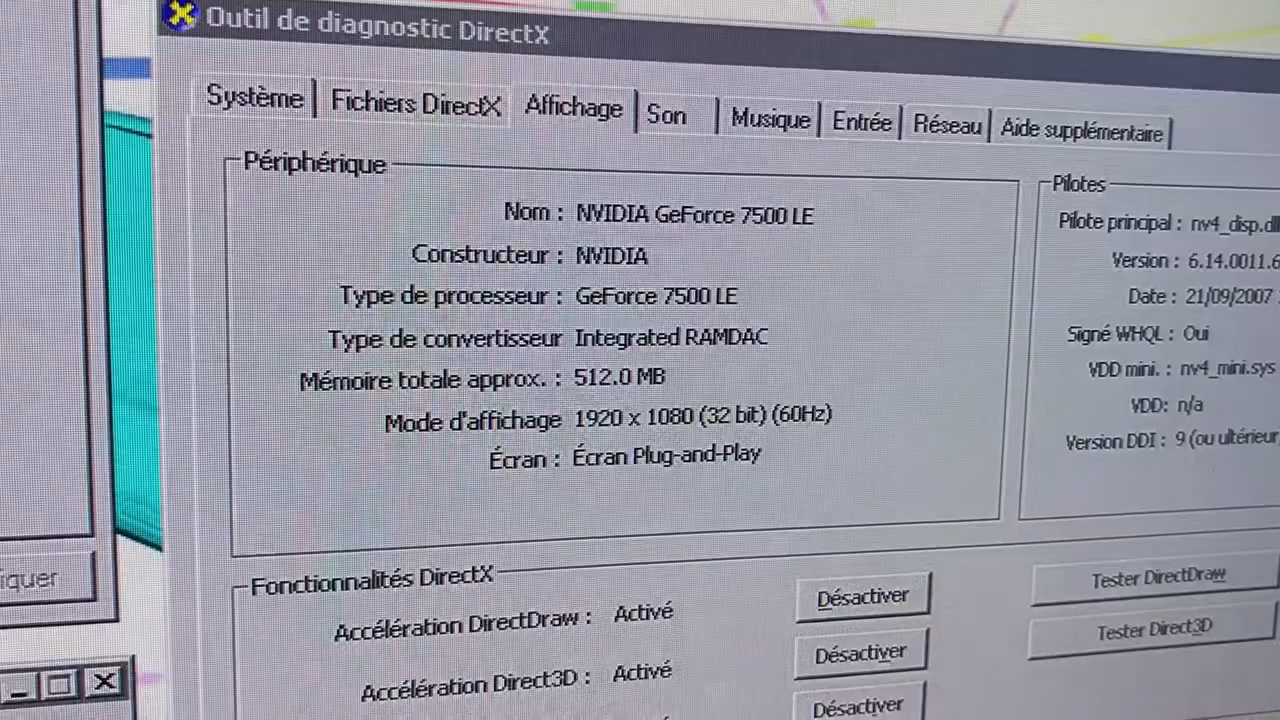 Outil de diagnostic DirectX
Système
Fichiers DirectX
Affichage
Son
Musique
Entrée
Réseau
Aide supplémentaire
Périphérique
Nom : NVIDIA GeForce 7500 LE
Constructeur : NVIDIA
Type de processeur : GeForce 7500 LE
Type de convertisseur Integrated RAMDAC
Mémoire totale approx. : 512.0 MB
Mode d'affichage 1920 x 1080 (32 bit) (60Hz)
Écran : Écran Plug-and-Play
Pilotes
Pilote principal : nv4_disp.dl
Version : 6.14.0011.6
Date : 21/09/2007
Signé WHQL : Oui
VDD mini. : nv4_mini.sys
VDD: n/a
Version DDI : 9 (ou ultérieur
iquer
Fonctionnalités DirectX
Accélération DirectDraw : Activé
Désactiver
Tester DirectDraw
Accélération Direct3D : Activé
Désactiver
Tester Direct3D
Désactiver